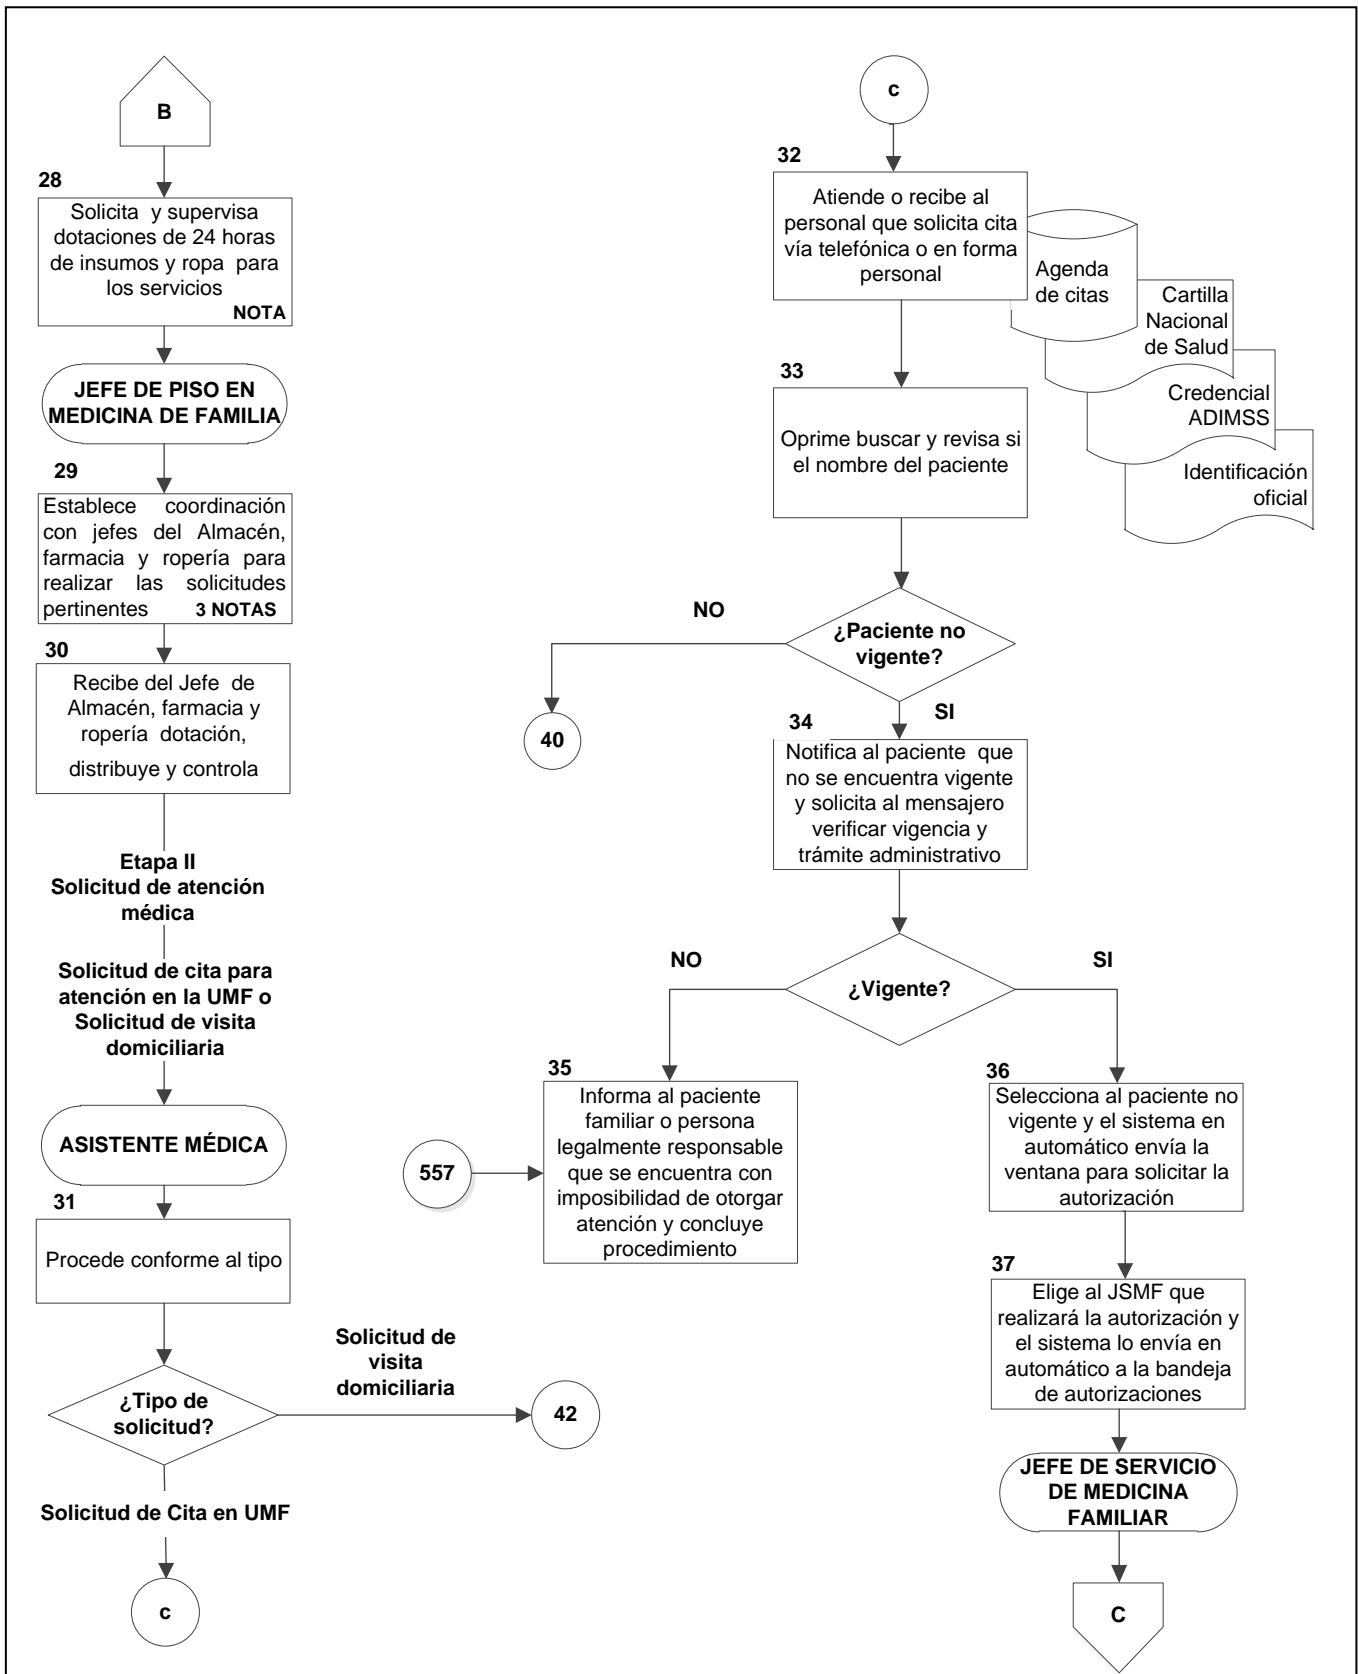 B
28
Solicita y supervisa
dotaciones de 24 horas
de insumos y ropa para
los servicios
NOTA
JEFE DE PISO EN
MEDICINA DE FAMILIA
29
Establece coordinación
con jefes del Almacén,
farmacia y ropería para
realizar las solicitudes
pertinentes 3 NOTAS
30
Recibe del Jefe de
Almacén, farmacia y
ropería dotación,
distribuye y controla
Etapa II
Solicitud de atención
médica
Solicitud de cita para
atención en la UMF o
Solicitud de visita
domiciliaria
ASISTENTE MÉDICA
31
Procede conforme al tipo
¿Tipo de
solicitud?
Solicitud de
visita
domiciliaria
42
Solicitud de Cita en UMF
c
c
32
Atiende o recibe al
personal que solicita cita
vía telefónica o en forma
personal
Agenda
de citas
Cartilla
Nacional
de Salud
Credencial
ADIMSS
Identificación
oficial
33
Oprime buscar y revisa si
el nombre del paciente
¿Paciente no
vigente?
NO
40
SI
34
Notifica al paciente que
no se encuentra vigente
y solicita al mensajero
verificar vigencia y
trámite administrativo
¿Vigente?
NO
SI
35
Informa al paciente
familiar o persona
legalmente responsable
que se encuentra con
imposibilidad de otorgar
atención y concluye
procedimiento
557
36
Selecciona al paciente no
vigente y el sistema en
automático envía la
ventana para solicitar la
autorización
37
Elige al JSMF que
realizará la autorización y
el sistema lo envía en
automático a la bandeja
de autorizaciones
JEFE DE SERVICIO
DE MEDICINA
FAMILIAR
C